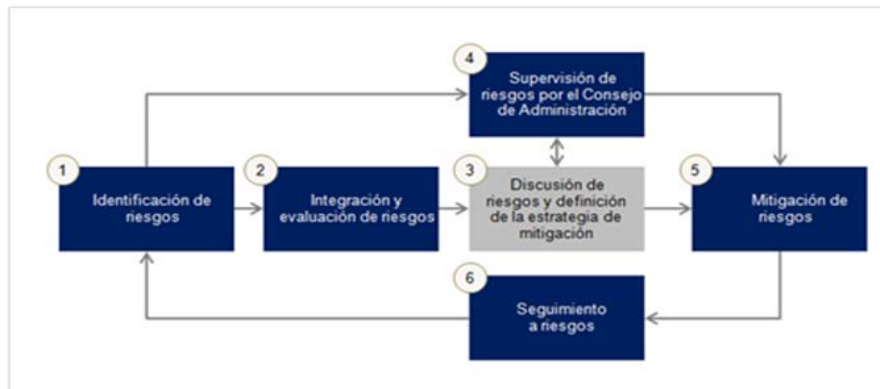 1
Identificación de
riesgos
2
Integración y
evaluación de riesgos
3
Discusión de
riesgos y definición
de la estrategia de
mitigación
4
Supervisión de
riesgos por el Consejo
de Administración
5
Mitigación de
riesgos
6
Seguimiento
a riesgos